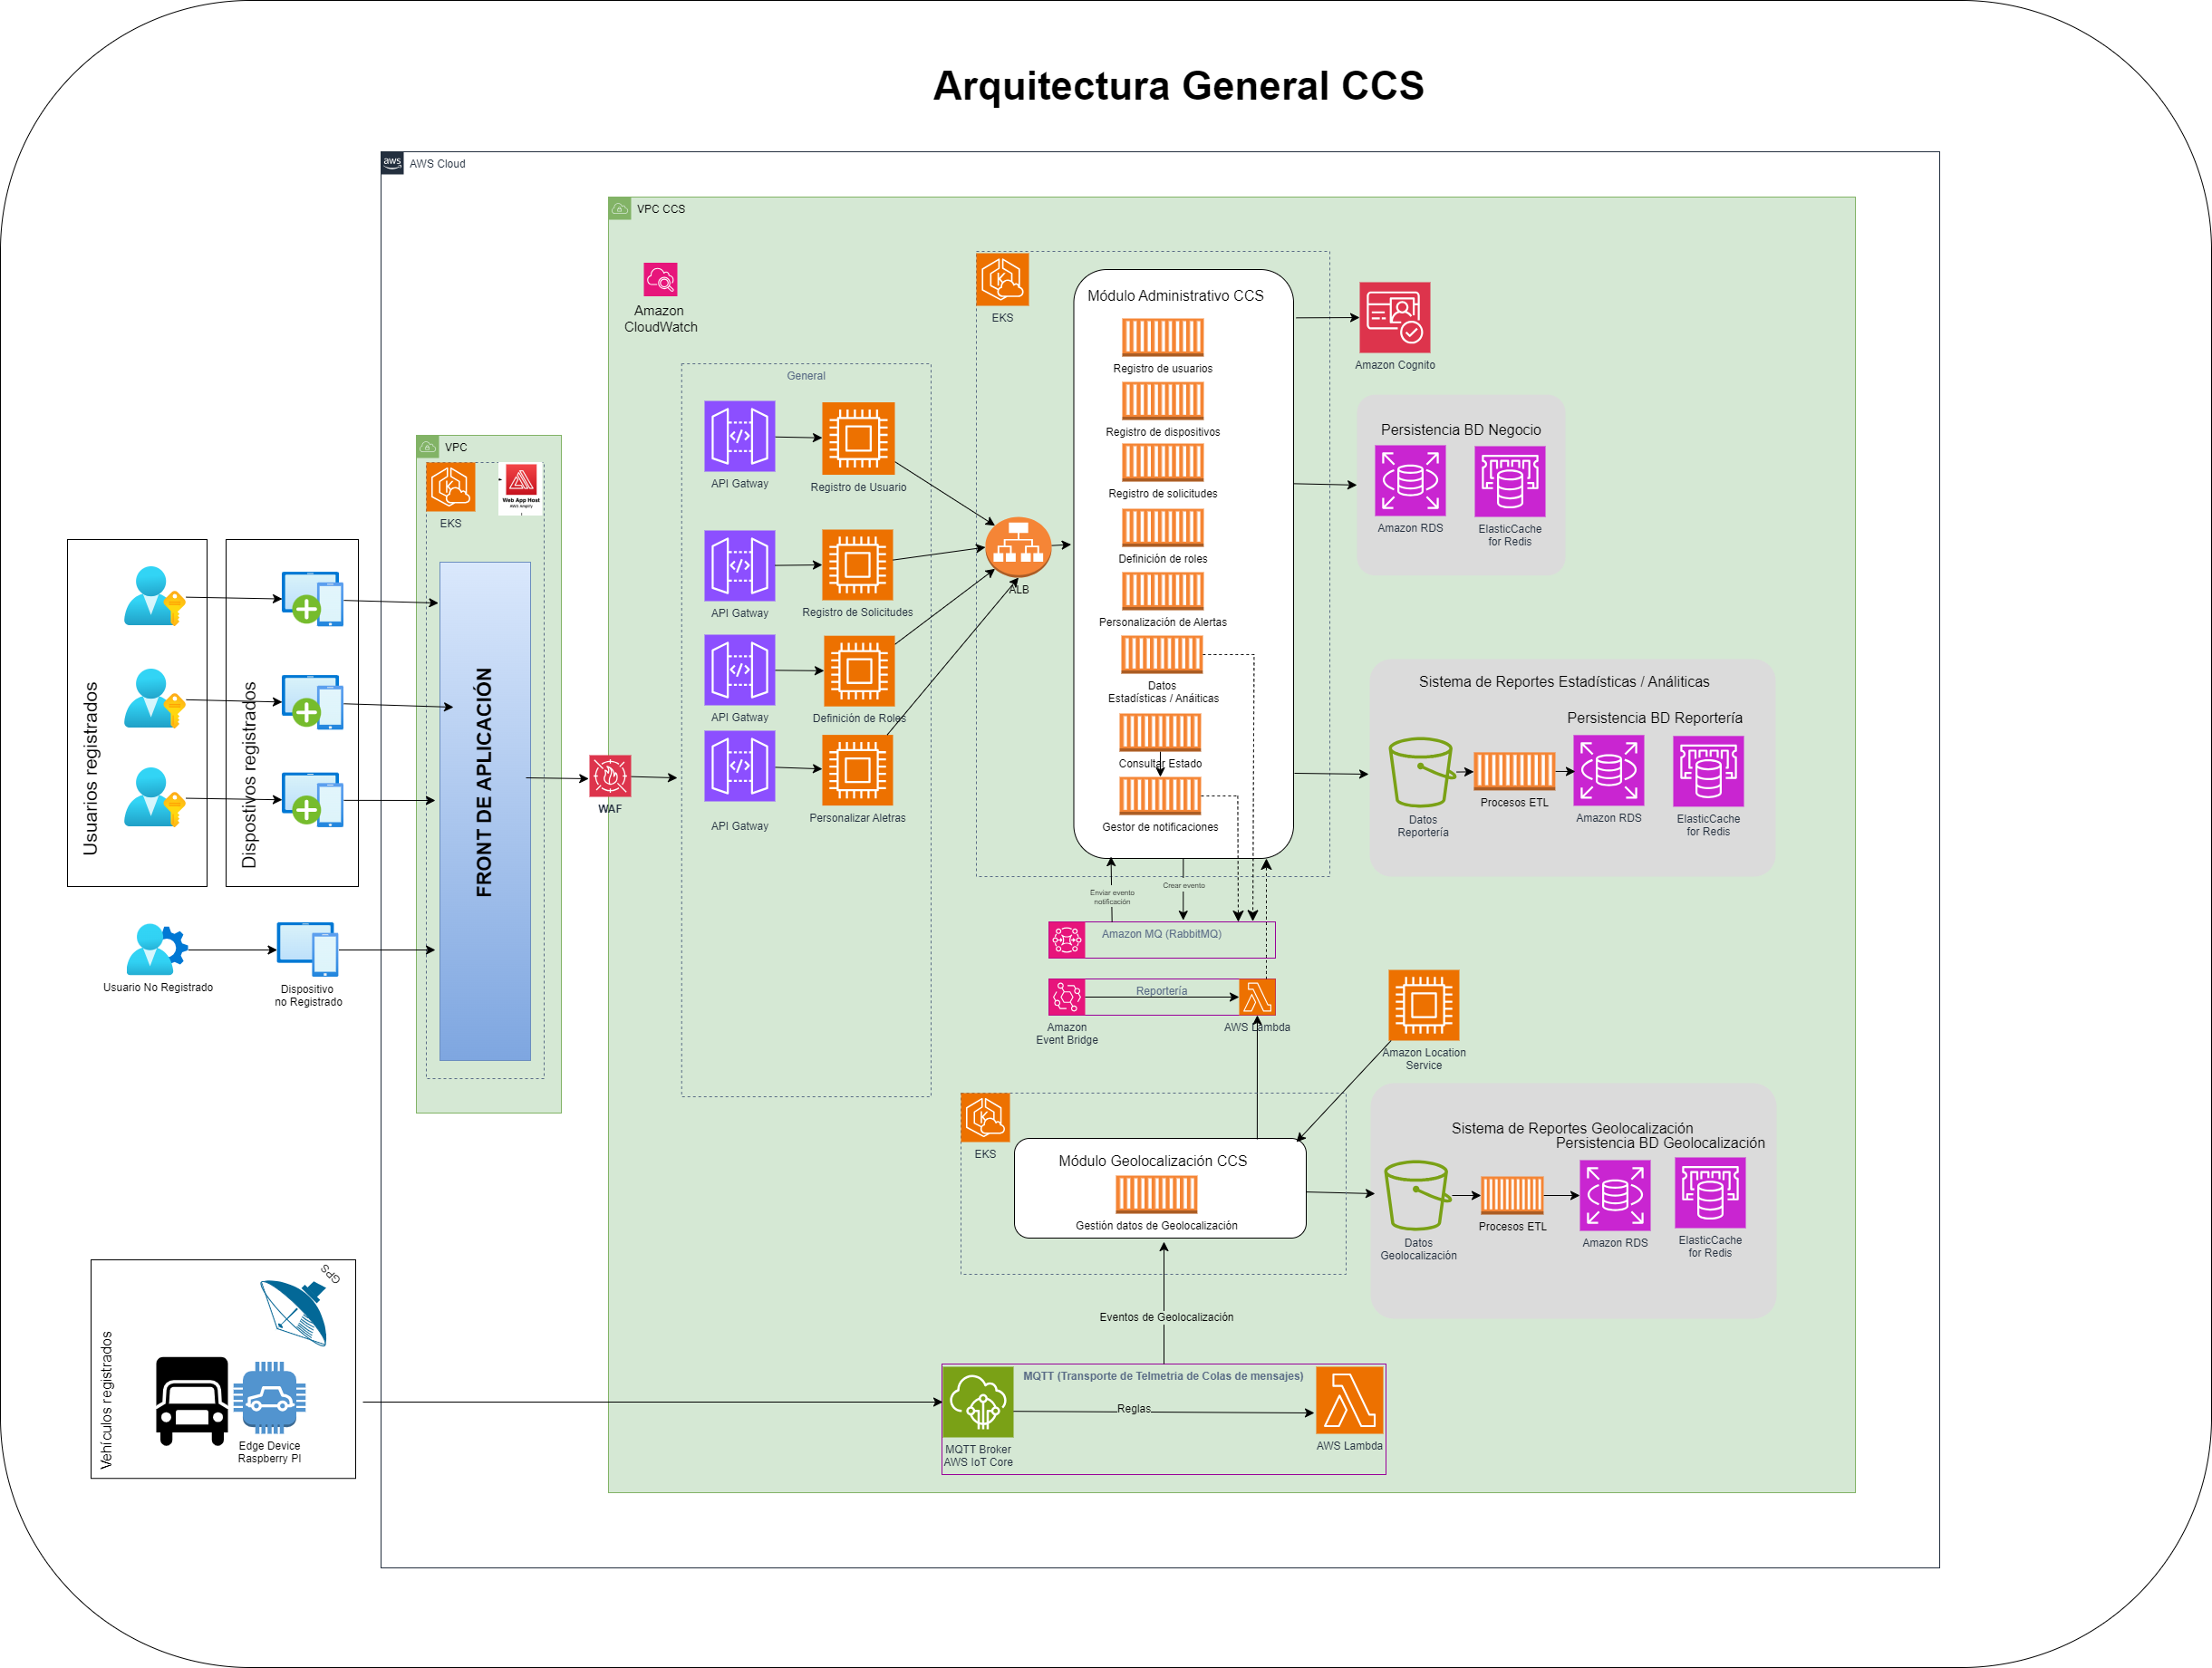 Arquitectura General CCS
aws
AWS Cloud
VPC CCS
Amazon
CloudWatch
General
API Gatway
Registro de Usuario
API Gatway
Registro de Solicitudes
API Gatway
Definición de Roles
API Gatway
Personalizar Aletras
VPC
EKS
Web App Host
AWS Amplify
FRONT DE APLICACIÓN
WAF
Usuarios registrados
Dispostivos registrados
Usuario No Registrado
Dispositivo
no Registrado
EKS
ALB
Módulo Administrativo CCS
Registro de usuarios
Registro de dispositivos
Registro de solicitudes
Definición de roles
Personalización de Alertas
Datos
Estadísticas / Anáiticas
Consultar Estado
Gestor de notificaciones
Amazon Cognito
Persistencia BD Negocio
Amazon RDS
ElasticCache
for Redis
Sistema de Reportes Estadísticas / Análiticas
Persistencia BD Reportería
Datos
Reportería
Procesos ETL
Amazon RDS
ElasticCache
for Redis
Enviar evento
notificación
Crear evento
Amazon MQ (RabbitMQ)
Reportería
Amazon
Event Bridge
AWS Lambda
Amazon Location
Service
EKS
Módulo Geolocalización CCS
Gestión datos de Geolocalización
Sistema de Reportes Geolocalización
Persistencia BD Geolocalización
Datos
Geolocalización
Procesos ETL
Amazon RDS
ElasticCache
for Redis
Eventos de Geolocalización
MQTT (Transporte de Telmetria de Colas de mensajes)
Reglas
MQTT Broker
AWS IoT Core
AWS Lambda
Vehículos registrados
GPS
Edge Device
Raspberry PI